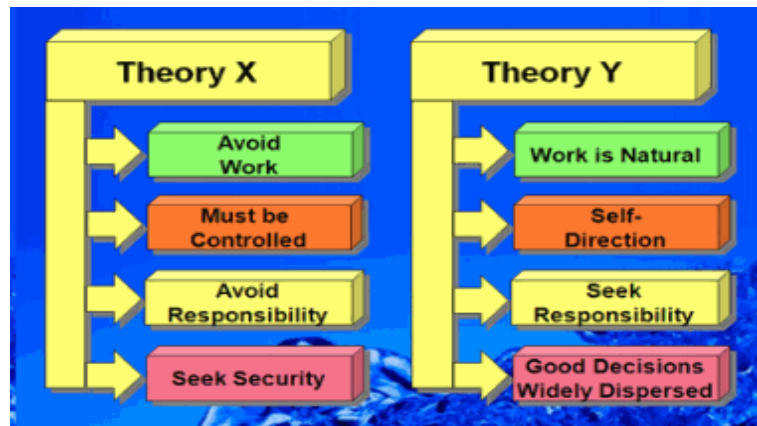 Theory X
Avoid
Work
Must be
Controlled
Avoid
Responsibility
Seek Security
Theory Y
Work is Natural
Self-
Direction
Seek
Responsibility
Good Decisions
Widely Dispersed